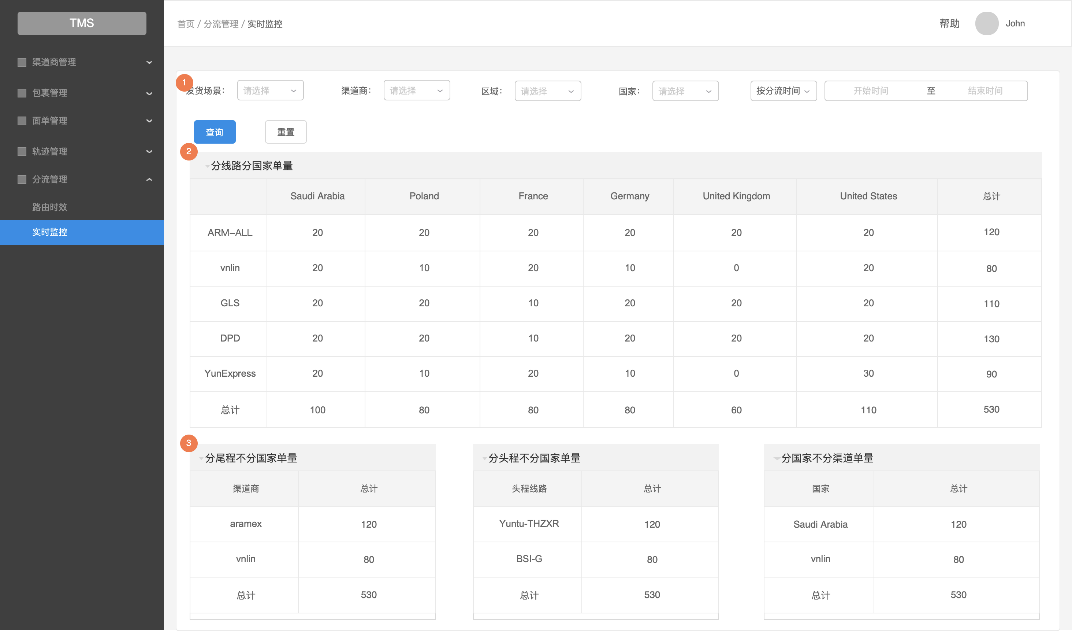 TMS
首页 / 分流管理 / 实时监控
帮助
John
渠道商管理
包裹管理
面单管理
轨迹管理
分流管理
路由时效
实时监控
1
发货场景： 请选择 渠道商： 请选择 区域： 请选择 国家： 请选择 按分流时间 开始时间 至 结束时间
查询 重置
2
分线路分国家单量
Saudi Arabia Poland France Germany United Kingdom United States 总计
ARM-ALL 20 20 20 20 20 20 120
vnlin 20 10 20 10 0 20 80
GLS 20 20 10 20 20 20 110
DPD 20 20 10 20 20 20 130
YunExpress 20 10 20 10 0 30 90
总计 100 80 80 80 60 110 530
3
分尾程不分国家单量
渠道商 总计
aramex 120
vnlin 80
总计 530
分头程不分国家单量
头程线路 总计
Yuntu-THZXR 120
BSI-G 80
总计 530
分国家不分渠道单量
国家 总计
Saudi Arabia 120
vnlin 80
总计 530